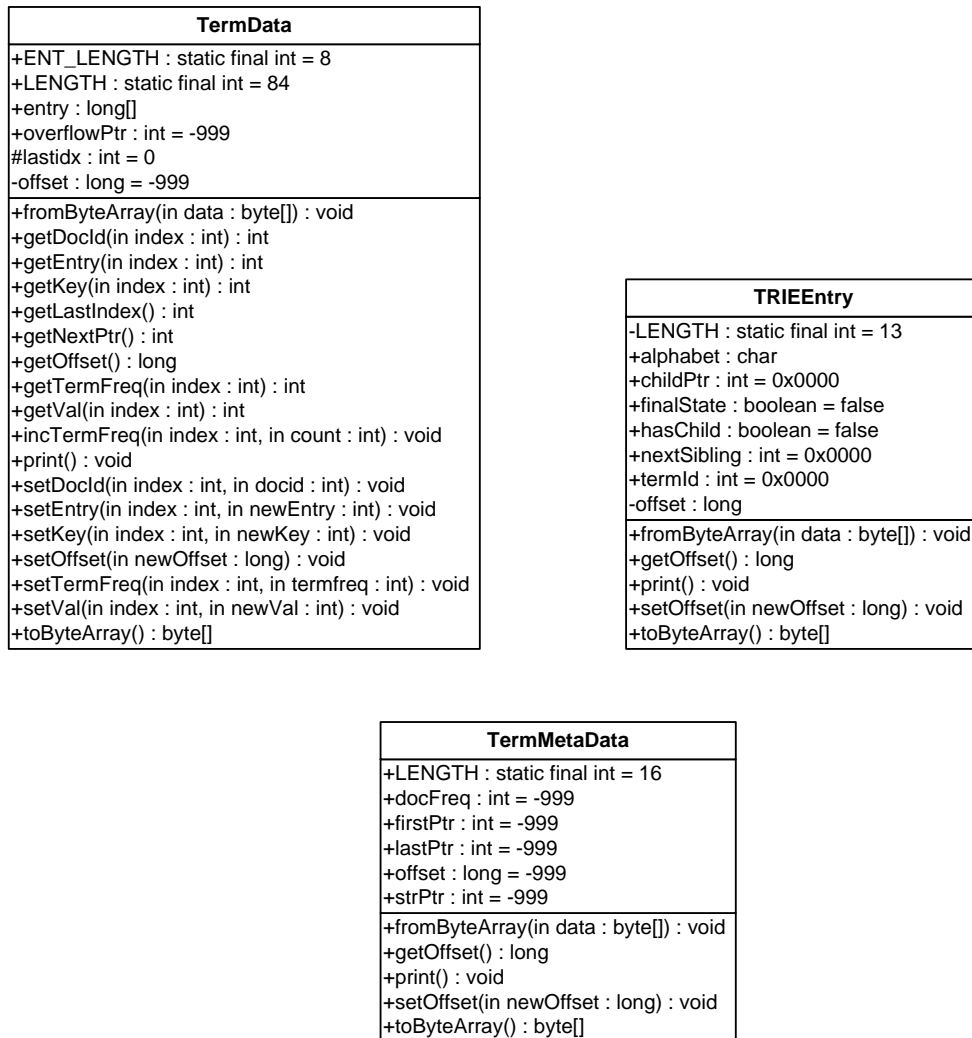 TermData
+ENT_LENGTH : static final int = 8
+LENGTH : static final int = 84
+entry : long[]
+overflowPtr : int = -999
#lastidx : int = 0
-offset : long = -999
+fromByteArray(in data : byte[]) : void
+getDocId(in index : int) : int
+getEntry(in index : int) : int
+getKey(in index : int) : int
+getLastIndex() : int
+getNextPtr() : int
+getOffset() : long
+getTermFreq(in index : int) : int
+getVal(in index : int) : int
+incTermFreq(in index : int, in count : int) : void
+print() : void
+setDocId(in index : int, in docid : int) : void
+setEntry(in index : int, in newEntry : int) : void
+setKey(in index : int, in newKey : int) : void
+setOffset(in newOffset : long) : void
+setTermFreq(in index : int, in termfreq : int) : void
+setVal(in index : int, in newVal : int) : void
+toByteArray() : byte[]
TRIEEntry
-LENGTH : static final int = 13
+alphabet : char
+childPtr : int = 0x0000
+finalState : boolean = false
+hasChild : boolean = false
+nextSibling : int = 0x0000
+termId : int = 0x0000
-offset : long
+fromByteArray(in data : byte[]) : void
+getOffset() : long
+print() : void
+setOffset(in newOffset : long) : void
+toByteArray() : byte[]
TermMetaData
+LENGTH : static final int = 16
+docFreq : int = -999
+firstPtr : int = -999
+lastPtr : int = -999
+offset : long = -999
+strPtr : int = -999
+fromByteArray(in data : byte[]) : void
+getOffset() : long
+print() : void
+setOffset(in newOffset : long) : void
+toByteArray() : byte[]